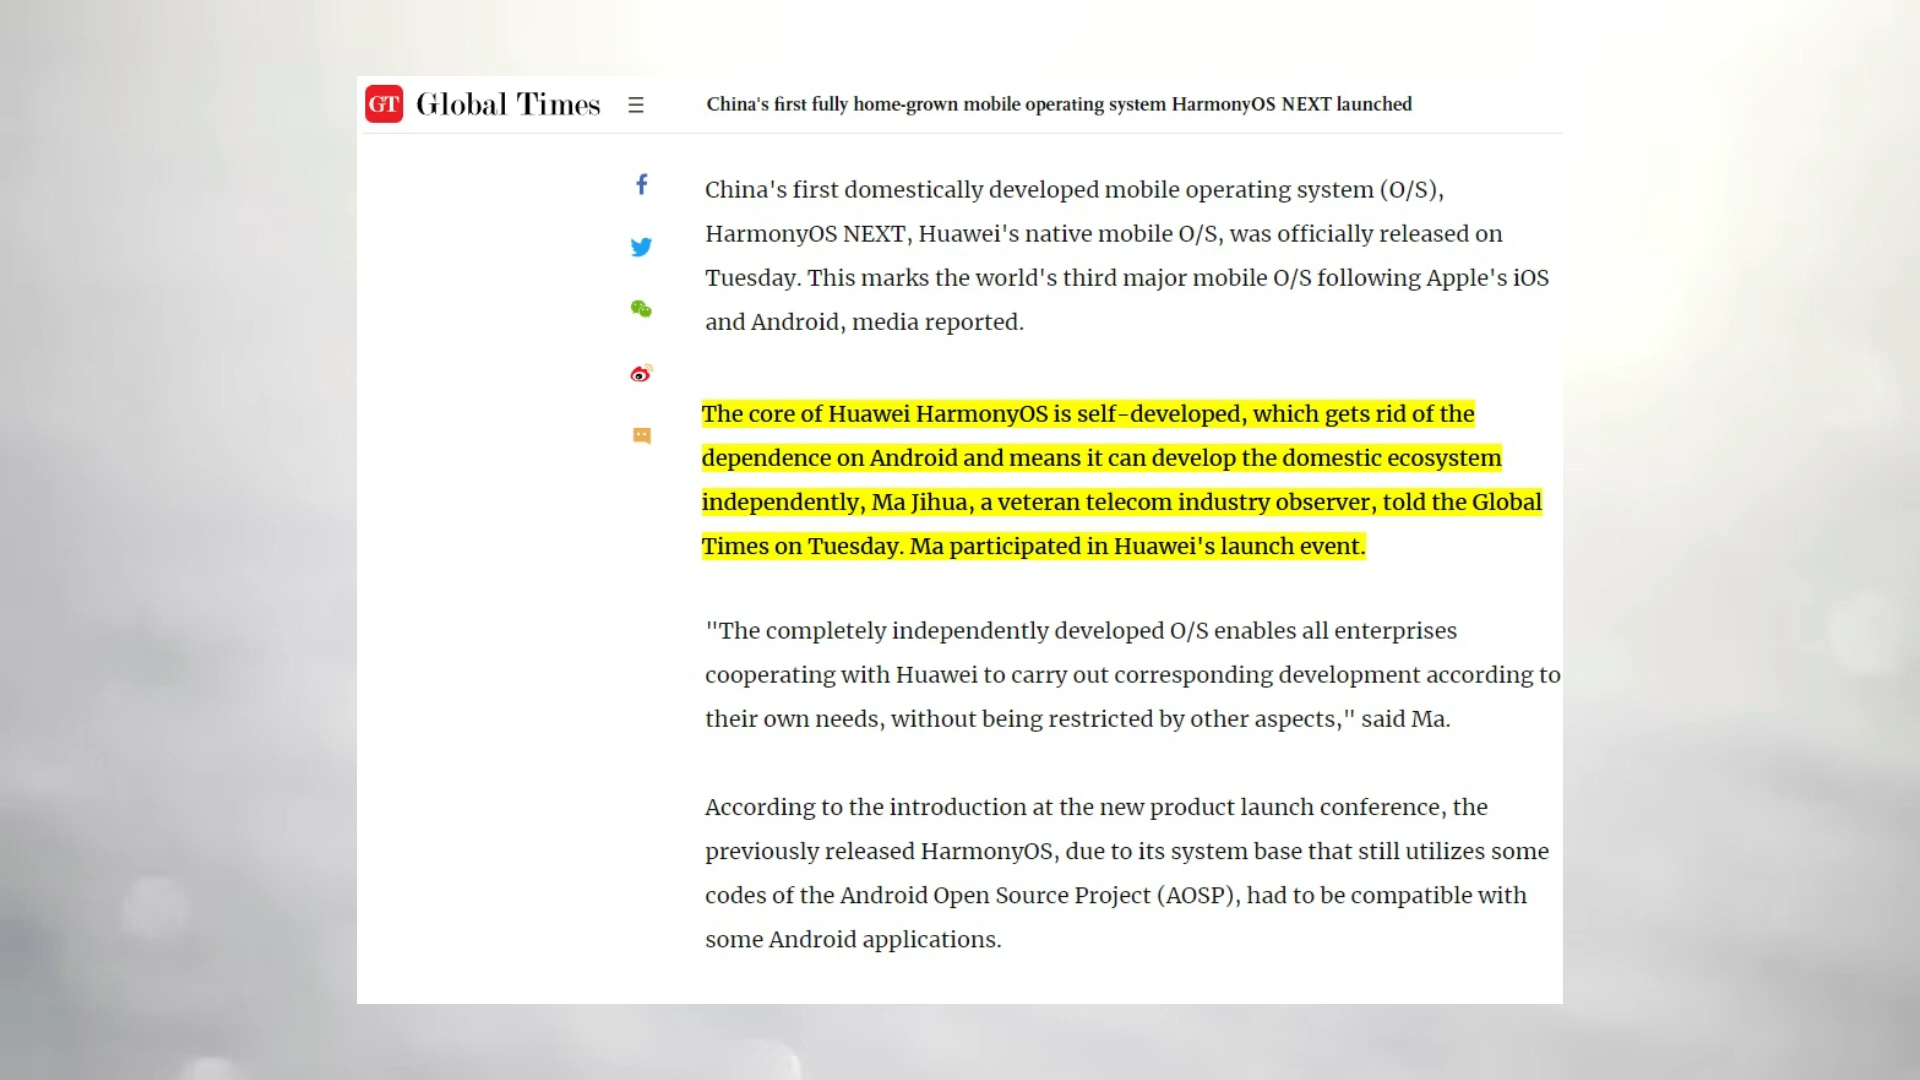 GT Global Times
China's first fully home-grown mobile operating system HarmonyOS NEXT launched
China's first domestically developed mobile operating system (O/S),
HarmonyOS NEXT, Huawei's native mobile O/S, was officially released on
Tuesday. This marks the world's third major mobile O/S following Apple's iOS
and Android, media reported.
The core of Huawei HarmonyOS is self-developed, which gets rid of the
dependence on Android and means it can develop the domestic ecosystem
independently, Ma Jihua, a veteran telecom industry observer, told the Global
Times on Tuesday. Ma participated in Huawei's launch event.
"The completely independently developed O/S enables all enterprises
cooperating with Huawei to carry out corresponding development according to
their own needs, without being restricted by other aspects," said Ma.
According to the introduction at the new product launch conference, the
previously released HarmonyOS, due to its system base that still utilizes some
codes of the Android Open Source Project (AOSP), had to be compatible with
some Android applications.